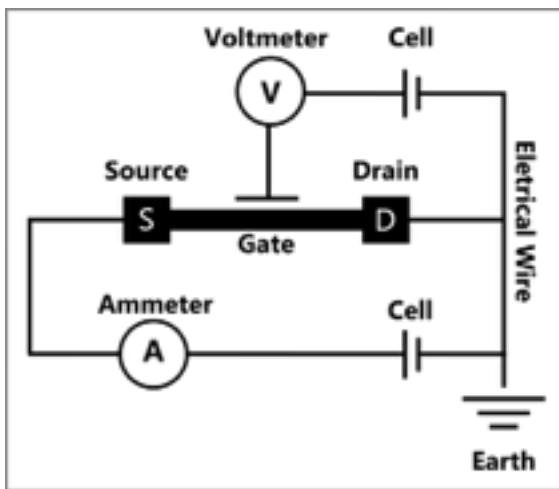 Voltmeter
Cell
V
Source
Drain
S
D
Gate
Eletrical Wire
Ammeter
Cell
A
Earth